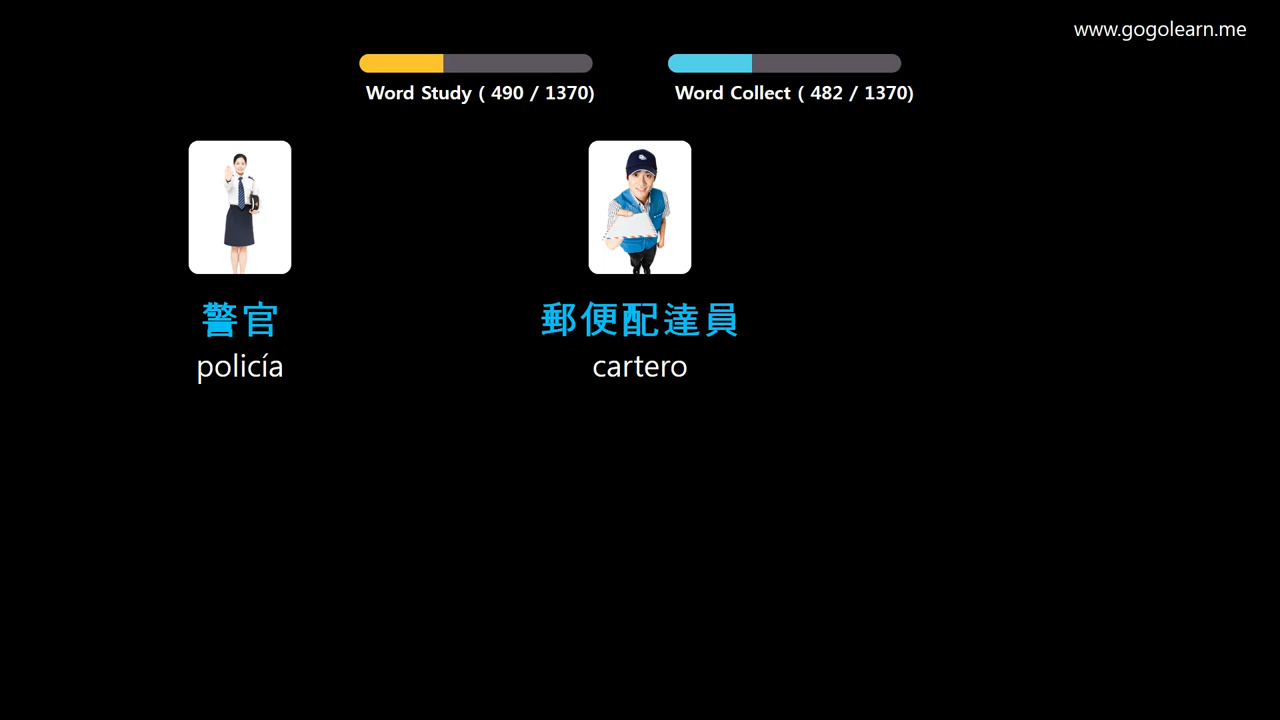 www.gogolearn.me
Word Study ( 490 / 1370)
Word Collect ( 482 / 1370)
警官
郵便配達員
policía
cartero